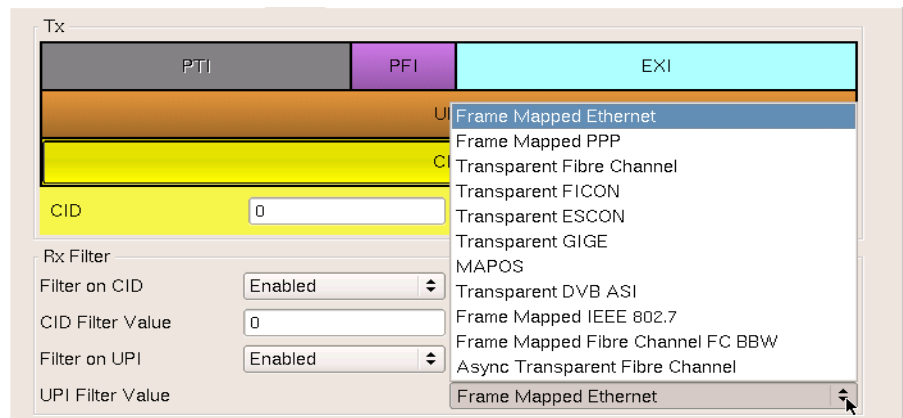 Tx
PTI PFI EXI
Frame Mapped Ethernet
Frame Mapped PPP
Transparent Fibre Channel
Transparent FICON
Transparent ESCON
Transparent GIGE
MAPOS
Transparent DVB ASI
Frame Mapped IEEE 802.7
Frame Mapped Fibre Channel FC BBW
Async Transparent Fibre Channel
CID 0
Rx Filter
Filter on CID Enabled
CID Filter Value 0
Filter on UPI Enabled
UPI Filter Value Frame Mapped Ethernet